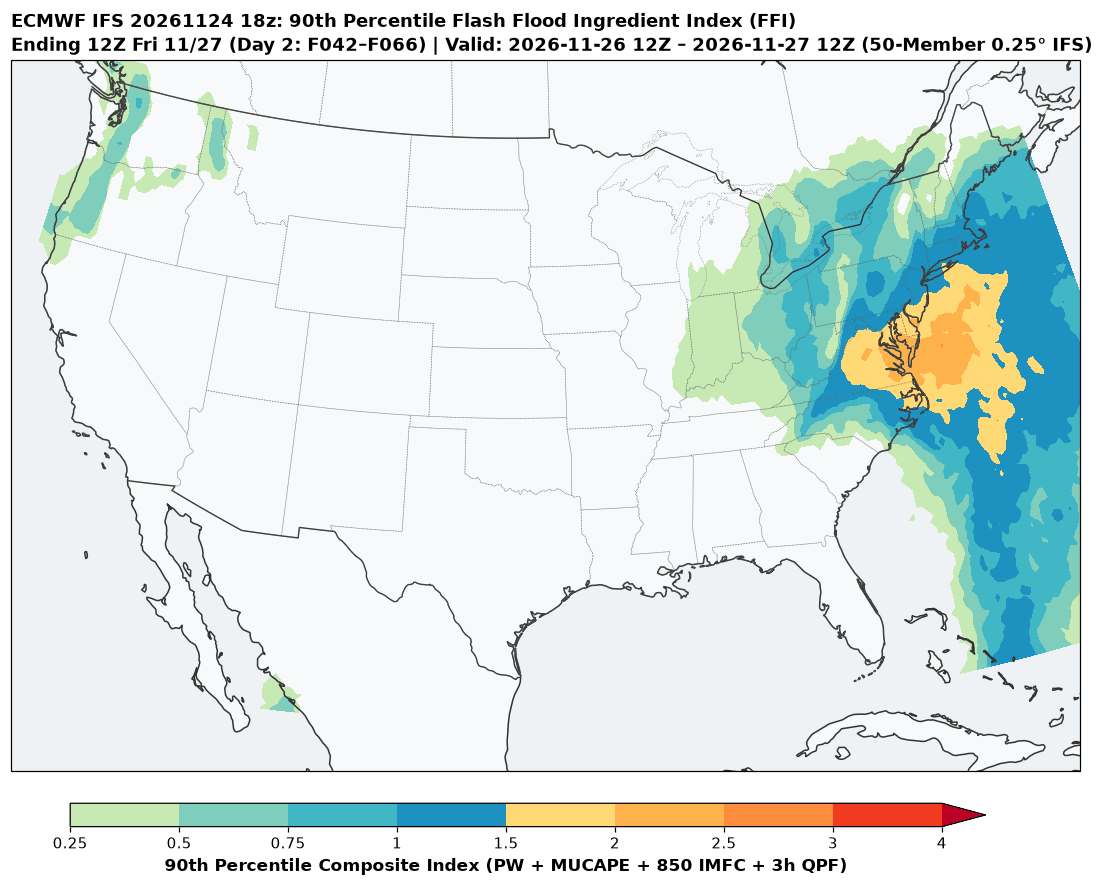 ECMWF IFS 20261124 18z: 90th Percentile Flash Flood Ingredient Index (FFI)
Ending 12Z Fri 11/27 (Day 2: F042–F066) | Valid: 2026-11-26 12Z – 2026-11-27 12Z (50-Member 0.25° IFS)
0.25 0.5 0.75 1 1.5 2 2.5 3 4
90th Percentile Composite Index (PW + MUCAPE + 850 IMFC + 3h QPF)